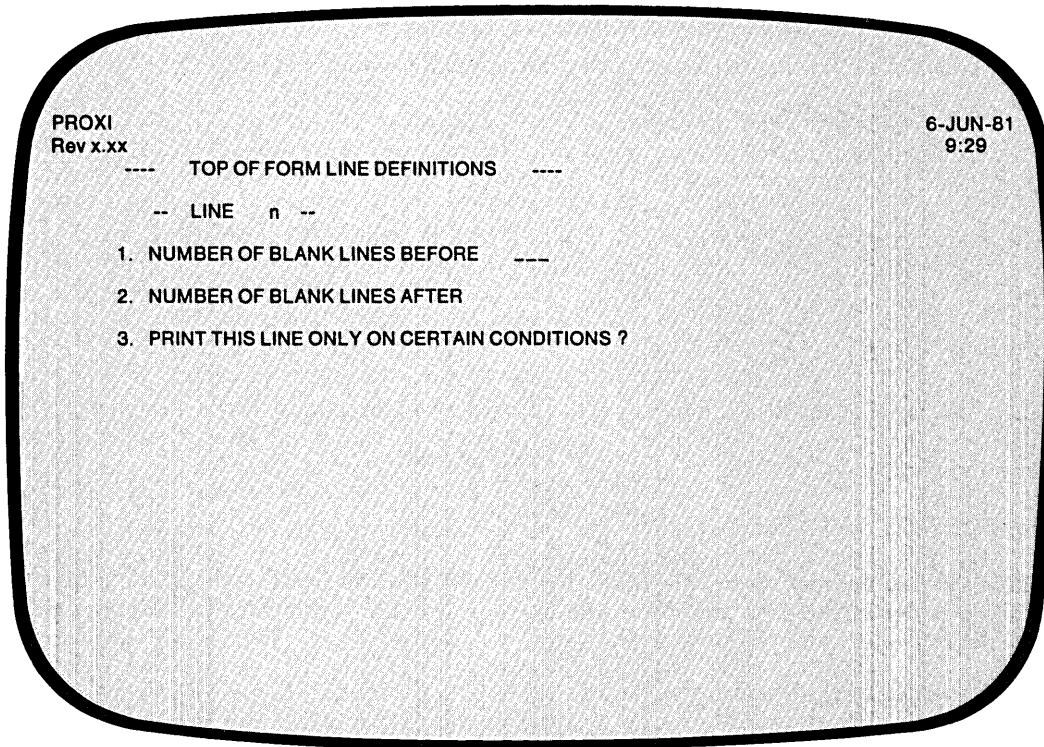 PROXI 6-JUN-81
Rev x.xx 9:29
---- TOP OF FORM LINE DEFINITIONS ----
-- LINE n --
1. NUMBER OF BLANK LINES BEFORE ___
2. NUMBER OF BLANK LINES AFTER
3. PRINT THIS LINE ONLY ON CERTAIN CONDITIONS ?